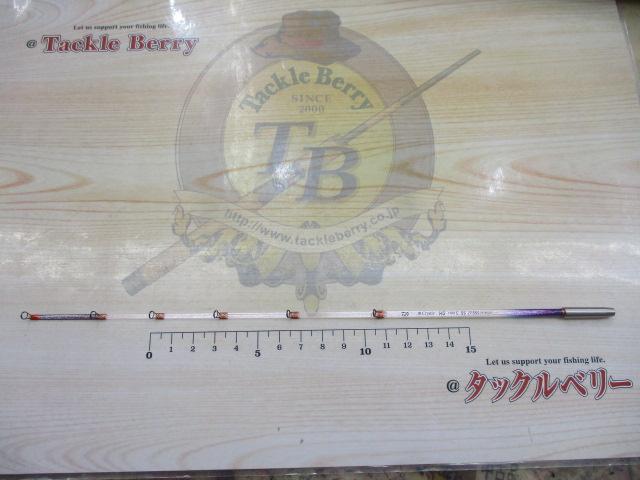 Let us support your fishing life.
@ Tackle Berry
Tackle Berry
SINCE
2000
TB
http://www.tackleberry.co.jp
0 1 2 3 4 5 6 7 8 9 10 11 12 13 14 15
Let us support your fishing life.
@ タックルベリー